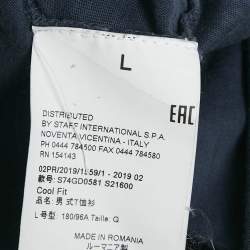 L
DISTRIBUTED
BY STAFF INTERNATIONAL S.P.A.
NOVENTA VICENTINA - ITALY
PH 0444 784500 FAX 0444 784580
RN 154143
EAC
02PR/2019/1559/1 - 2019 02
款号: S74GD0581 S21600
Cool Fit
品名: 男式T恤衫
L 号型: 180/96A Taille: G
MADE IN ROMANIA
ルーマニア製